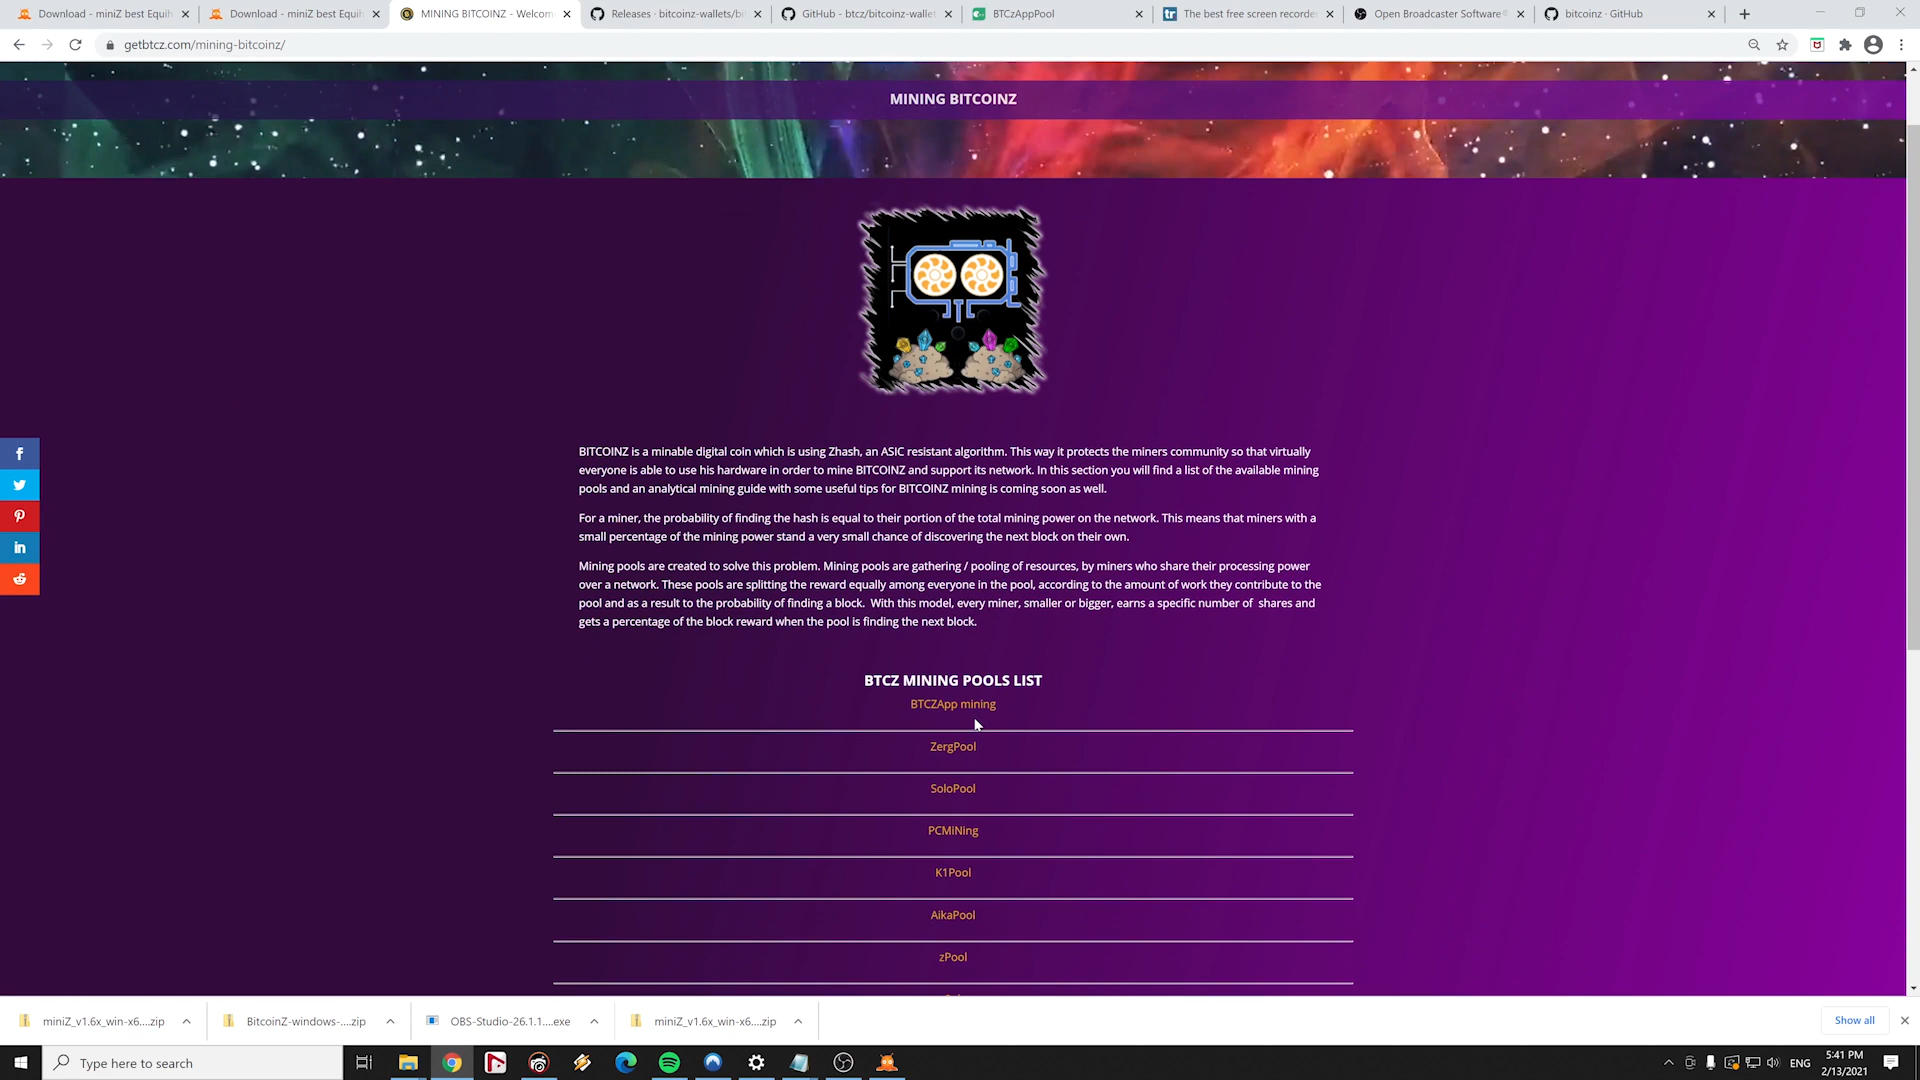 Download - miniZ best Equih
Download - miniZ best Equih
MINING BITCOINZ - Welcom
Releases · bitcoinz-wallets/bi
GitHub - btcz/bitcoinz-wallet
BTCzAppPool
The best free screen recorde
Open Broadcaster Software®
bitcoinz · GitHub
getbtcz.com/mining-bitcoinz/
MINING BITCOINZ
BITCOINZ is a minable digital coin which is using Zhash, an ASIC resistant algorithm. This way it protects the miners community so that virtually
everyone is able to use his hardware in order to mine BITCOINZ and support its network. In this section you will find a list of the available mining
pools and an analytical mining guide with some useful tips for BITCOINZ mining is coming soon as well.
For a miner, the probability of finding the hash is equal to their portion of the total mining power on the network. This means that miners with a
small percentage of the mining power stand a very small chance of discovering the next block on their own.
Mining pools are created to solve this problem. Mining pools are gathering / pooling of resources, by miners who share their processing power
over a network. These pools are splitting the reward equally among everyone in the pool, according to the amount of work they contribute to the
pool and as a result to the probability of finding a block. With this model, every miner, smaller or bigger, earns a specific number of shares and
gets a percentage of the block reward when the pool is finding the next block.
BTCZ MINING POOLS LIST
BTCZApp mining
ZergPool
SoloPool
PCMiNing
K1Pool
AikaPool
zPool
miniZ_v1.6x_win-x6....zip
BitcoinZ-windows-....zip
OBS-Studio-26.1.1....exe
miniZ_v1.6x_win-x6....zip
Show all
Type here to search
ENG
5:41 PM
2/13/2021